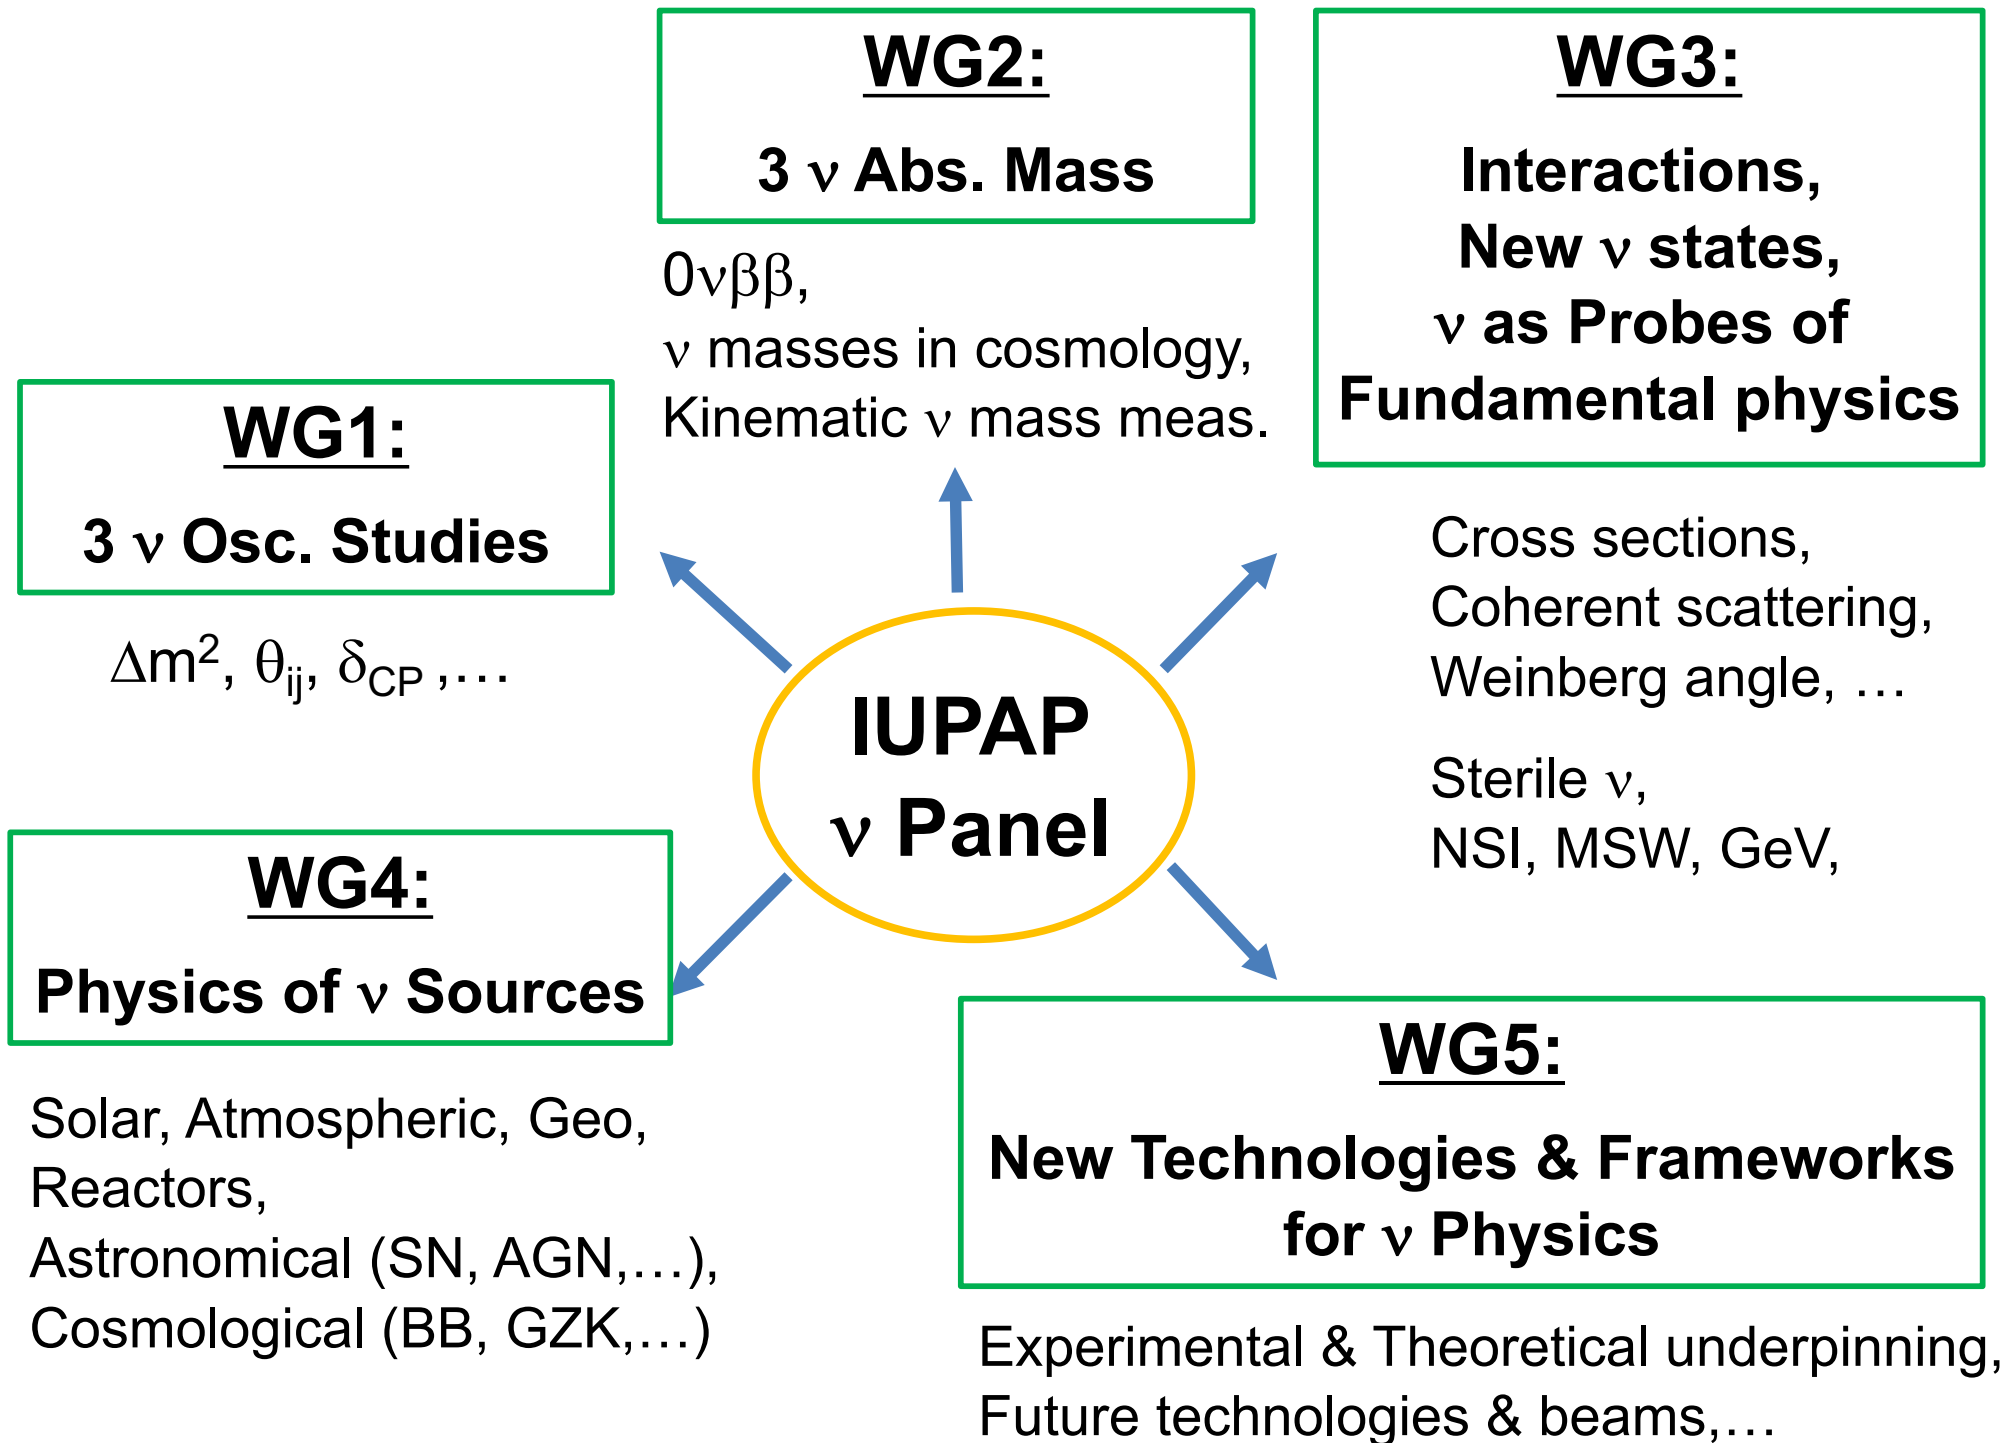 WG2:
3 ν Abs. Mass
0νββ,
ν masses in cosmology,
Kinematic ν mass meas.
WG3:
Interactions,
New ν states,
ν as Probes of
Fundamental physics
Cross sections,
Coherent scattering,
Weinberg angle, …
Sterile ν,
NSI, MSW, GeV,
WG1:
3 ν Osc. Studies
Δm², θij, δCP ,…
IUPAP
ν Panel
WG4:
Physics of ν Sources
Solar, Atmospheric, Geo,
Reactors,
Astronomical (SN, AGN,…),
Cosmological (BB, GZK,…)
WG5:
New Technologies & Frameworks
for ν Physics
Experimental & Theoretical underpinning,
Future technologies & beams,…